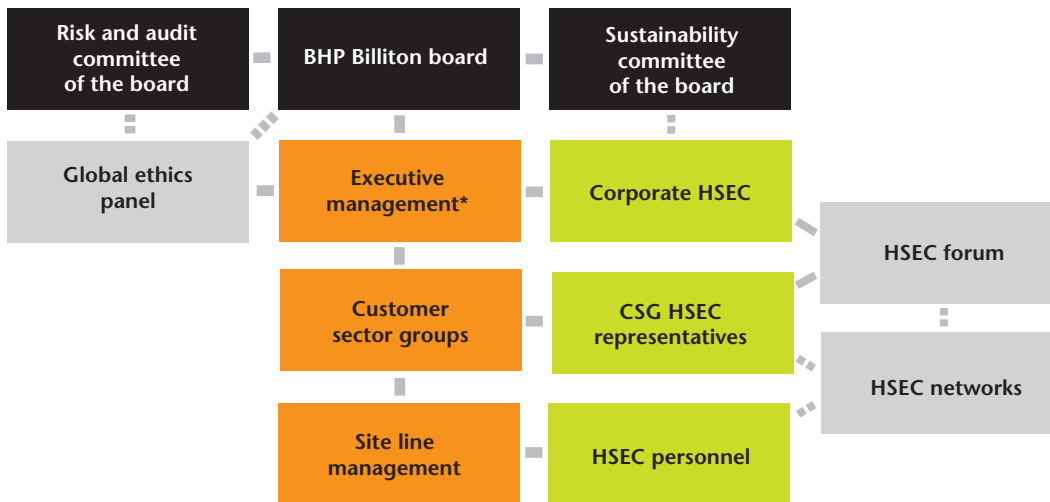 Risk and audit
committee
of the board
BHP Billiton board
Sustainability
committee
of the board
Global ethics
panel
Executive
management*
Corporate HSEC
HSEC forum
Customer
sector groups
CSG HSEC
representatives
HSEC networks
Site line
management
HSEC personnel